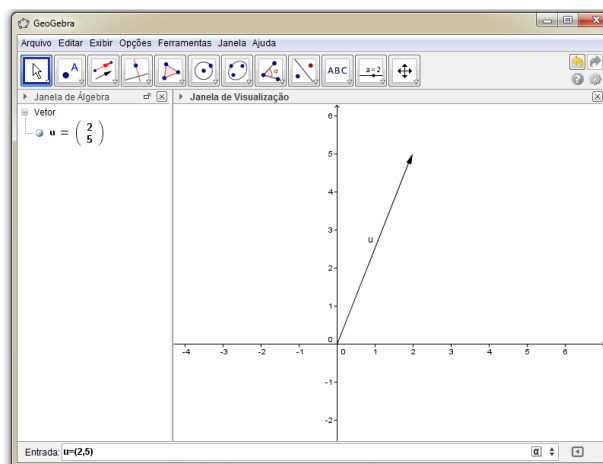 GeoGebra
Arquivo Editar Exibir Opções Ferramentas Janela Ajuda
A
α
ABC
a = 2
Janela de Álgebra
Janela de Visualização
Vetor
u = ( 2 5 )
6
5
4
3
2
1
0
-1
-2
u
-4 -3 -2 -1 0 1 2 3 4 5 6
Entrada: u=(2,5)
α